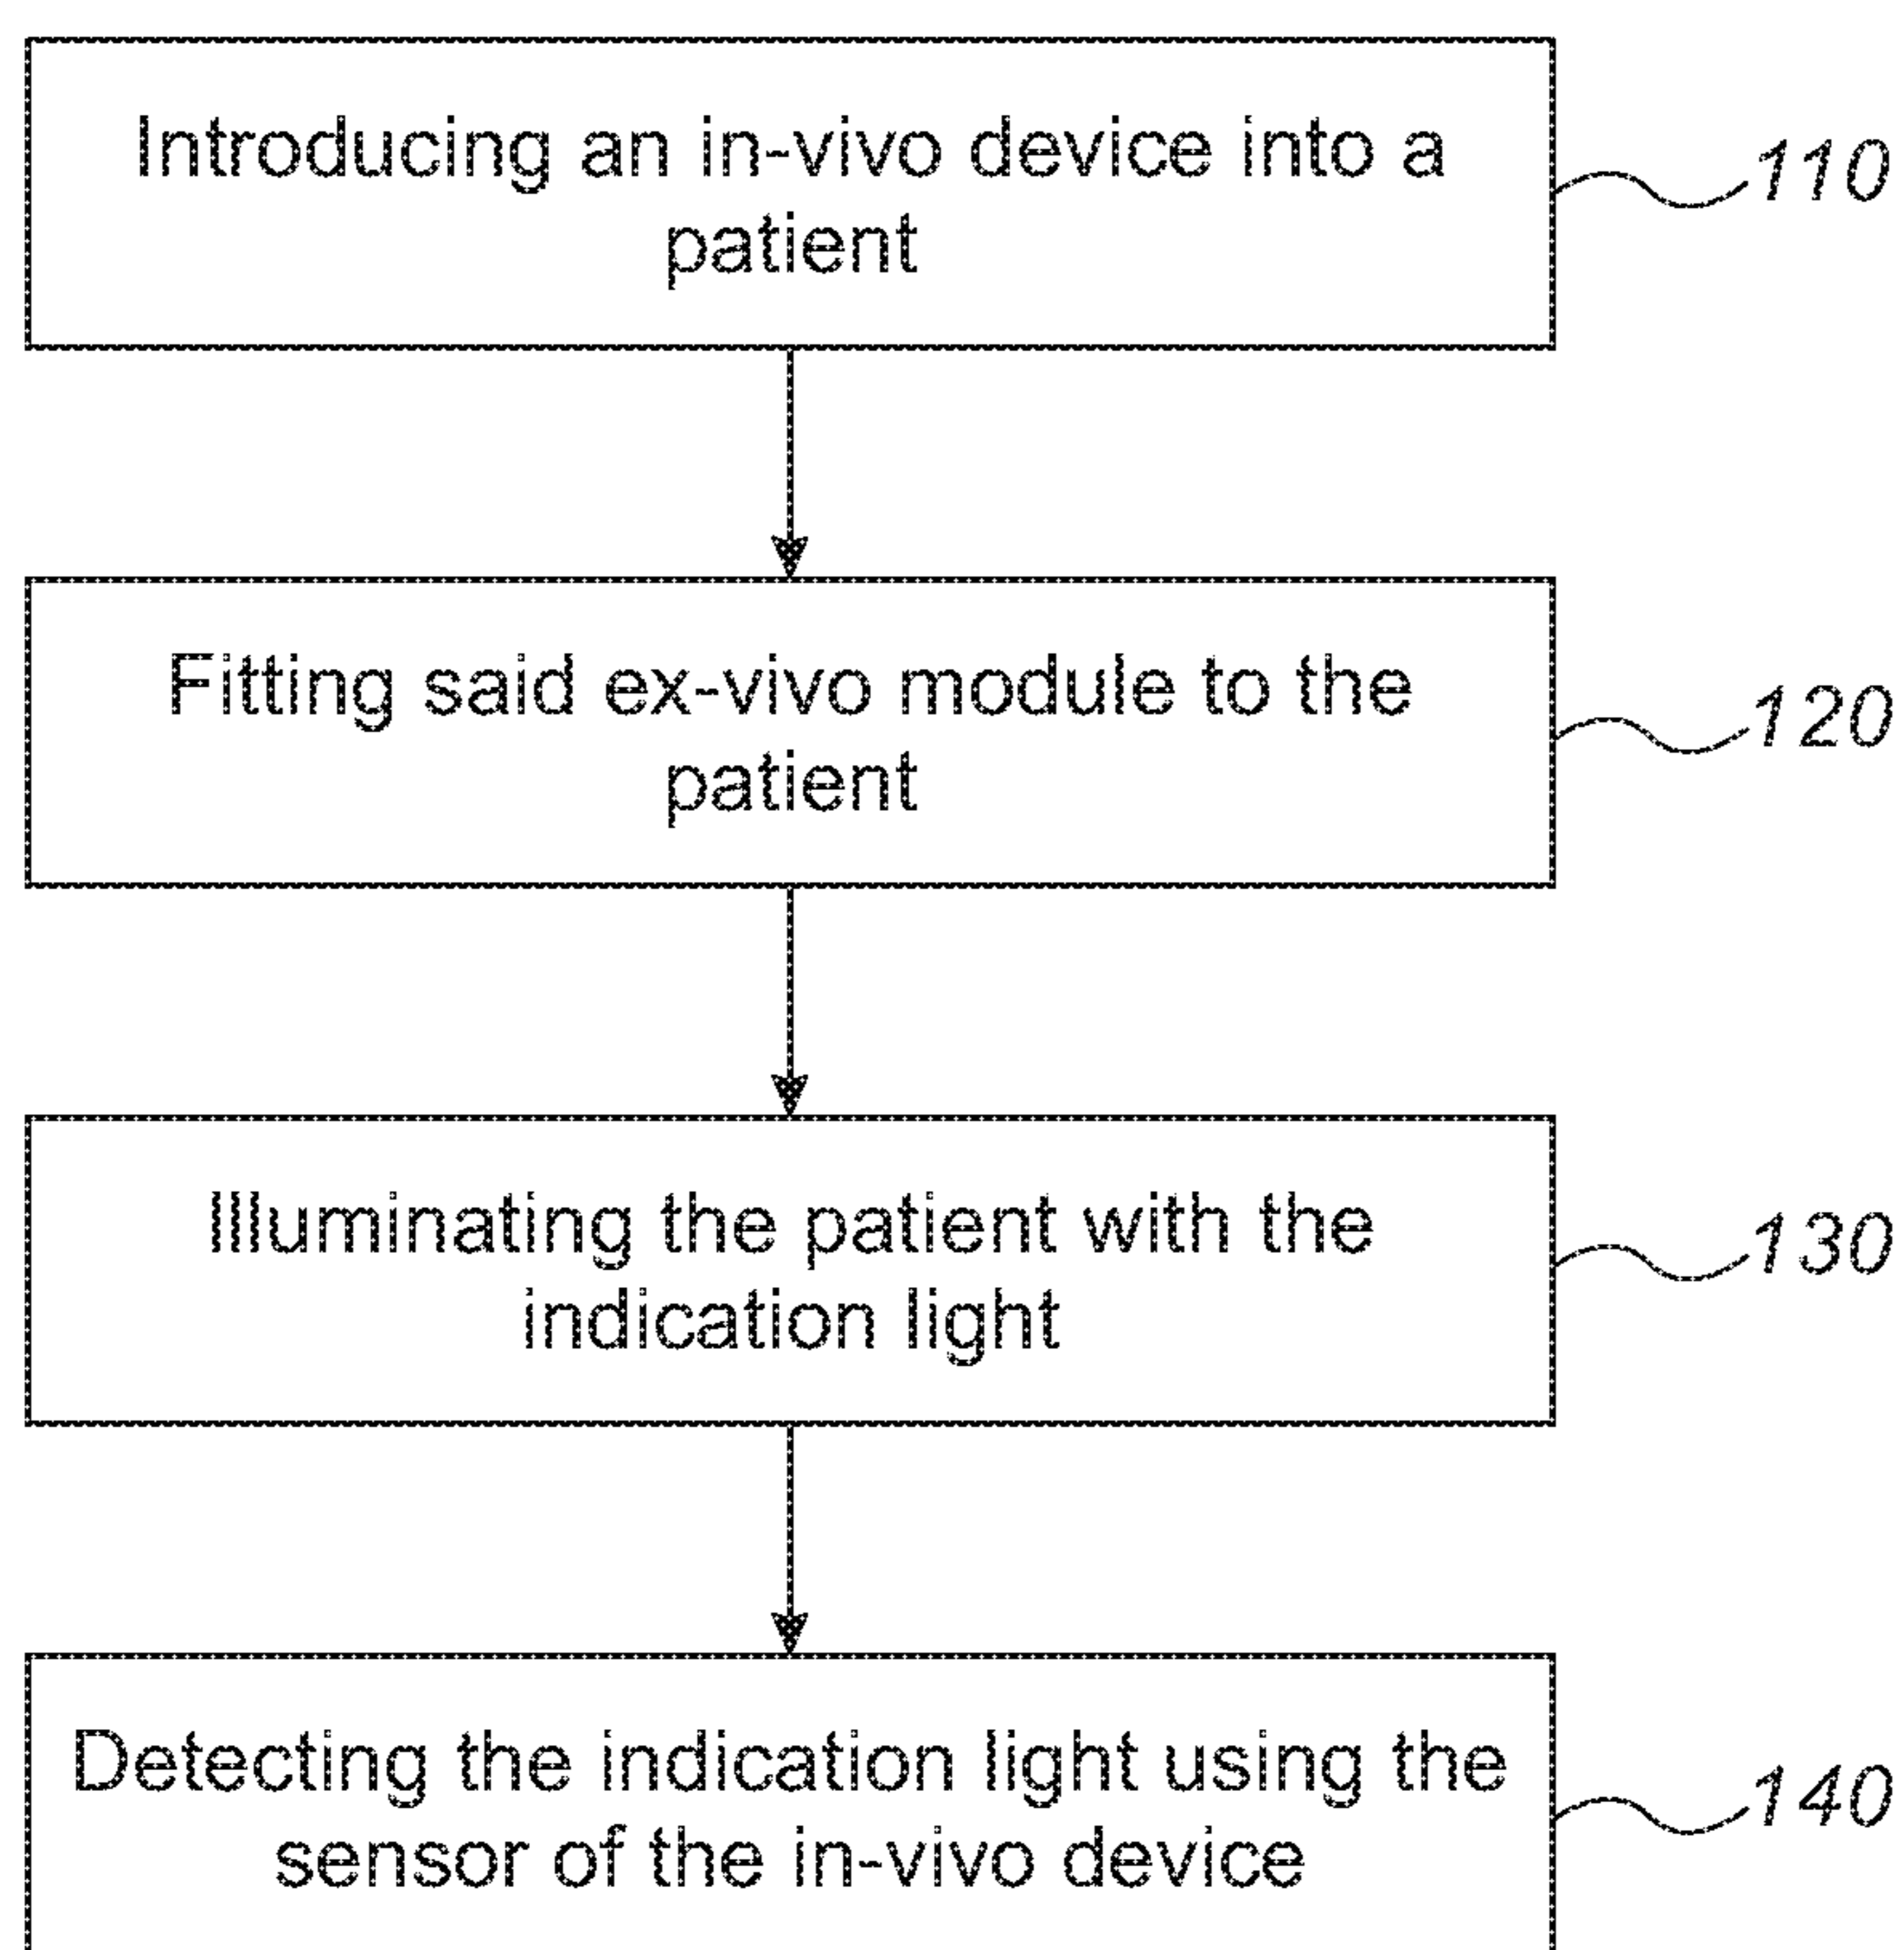 Introducing an in-vivo device into a
patient
110
Fitting said ex-vivo module to the
patient
120
Illuminating the patient with the
indication light
130
Detecting the indication light using the
sensor of the in-vivo device
140